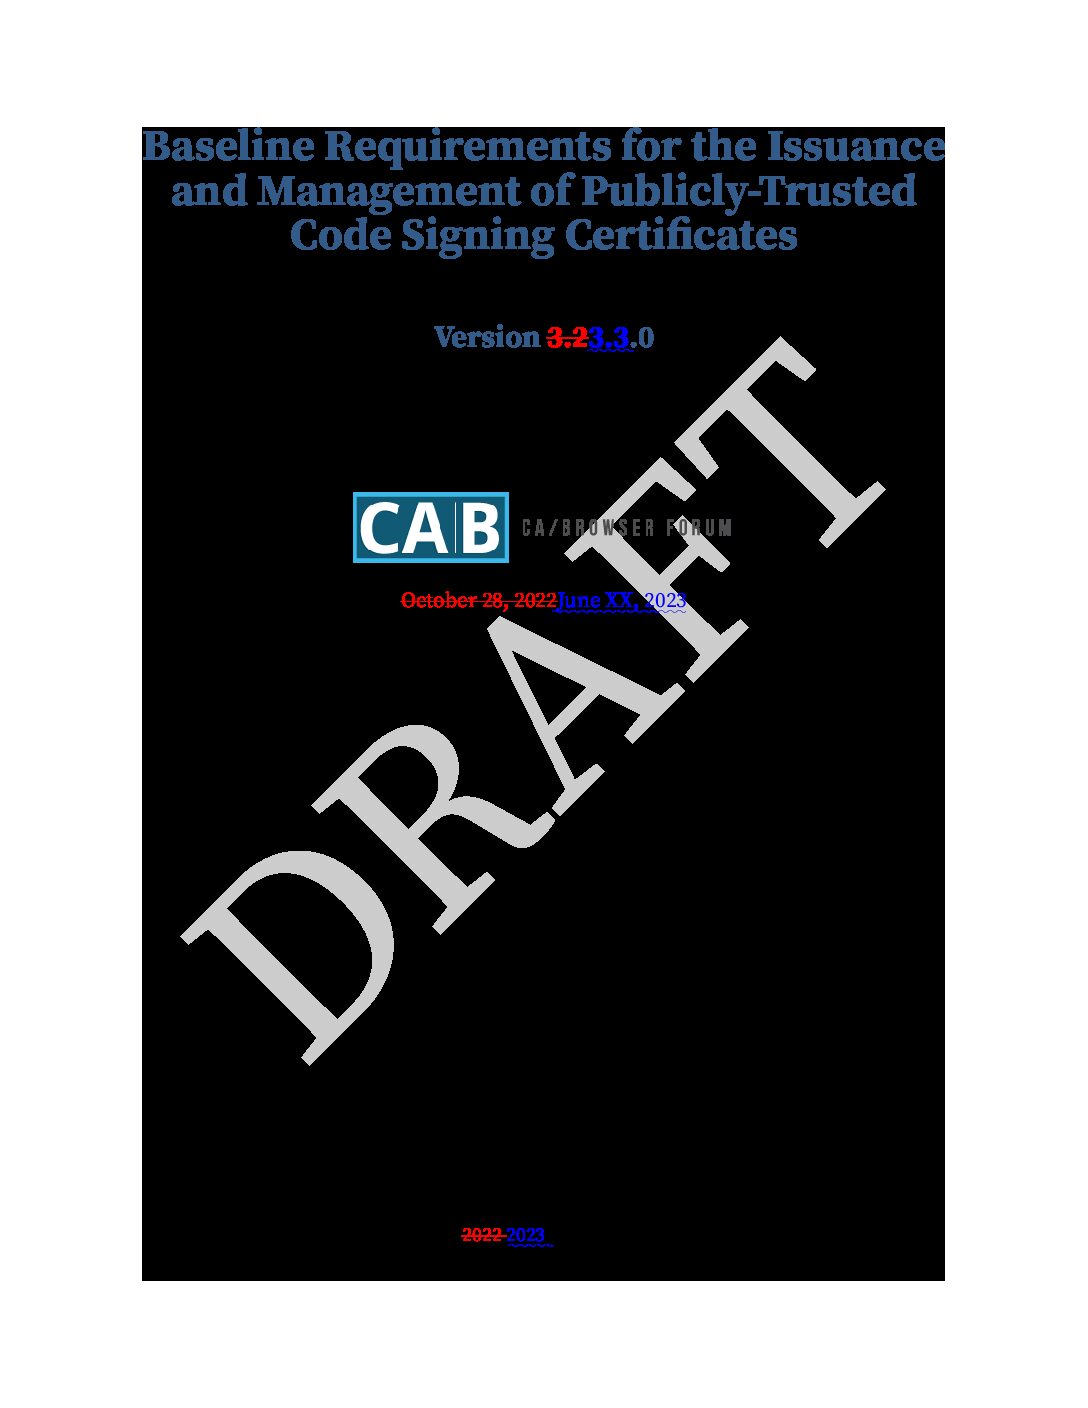 Baseline Requirements for the Issuance
and Management of Publicly-Trusted
Code Signing Certificates
Version 3.23.3.0
CA|B CA/BROWSER FORUM
October 28, 2022June XX, 2023
DRAFT
2022 2023